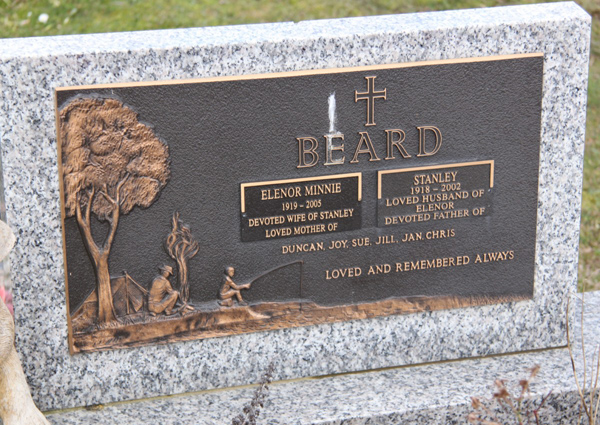 BEARD
ELENOR MINNIE
1919 - 2005
DEVOTED WIFE OF STANLEY
LOVED MOTHER OF
STANLEY
1918 - 2002
LOVED HUSBAND OF
ELENOR
DEVOTED FATHER OF
DUNCAN, JOY, SUE, JILL, JAN, CHRIS
LOVED AND REMEMBERED ALWAYS